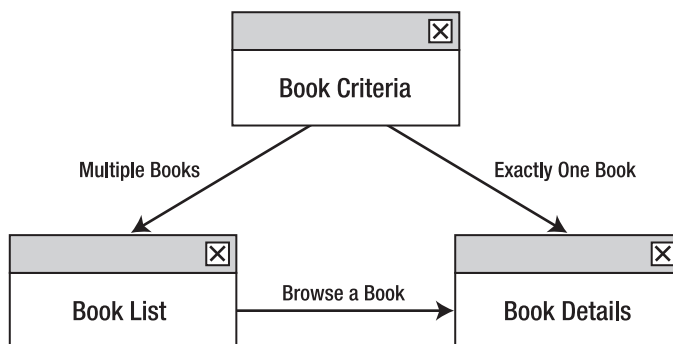 Book Criteria
Multiple Books
Exactly One Book
Book List
Browse a Book
Book Details